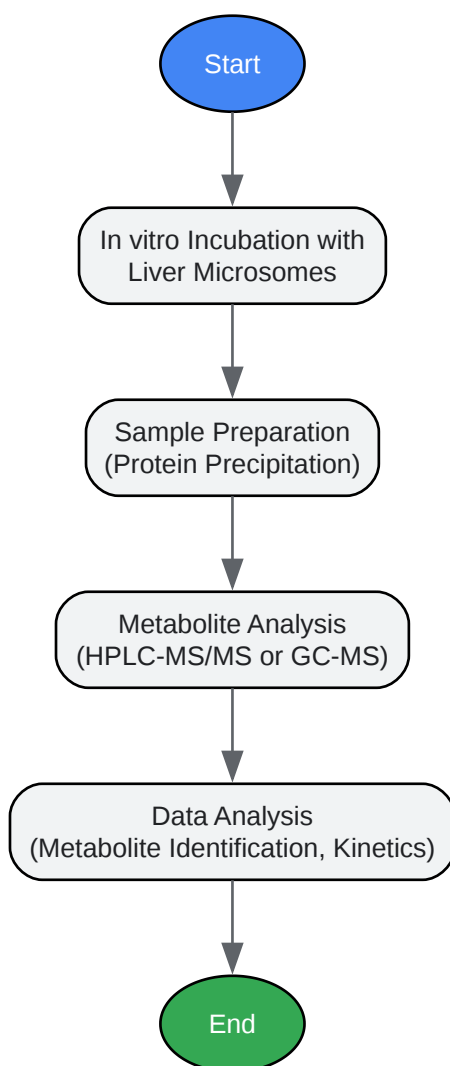 Start
In vitro Incubation with
Liver Microsomes
Sample Preparation
(Protein Precipitation)
Metabolite Analysis
(HPLC-MS/MS or GC-MS)
Data Analysis
(Metabolite Identification, Kinetics)
End